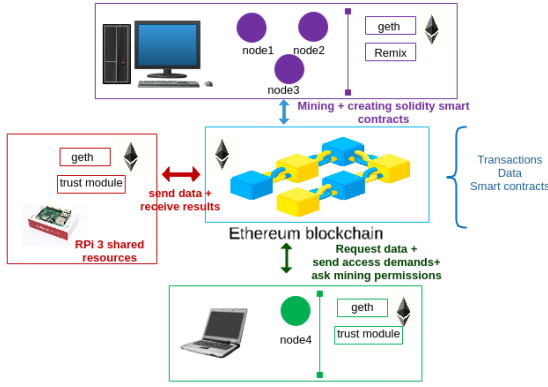 node1
node2
node3
geth
Remix
Mining + creating solidity smart
contracts
geth
trust module
RPi 3 shared
resources
send data +
receive results
Transactions
Data
Smart contracts
Ethereum blockchain
Request data +
send access demands+
ask mining permissions
node4
geth
trust module